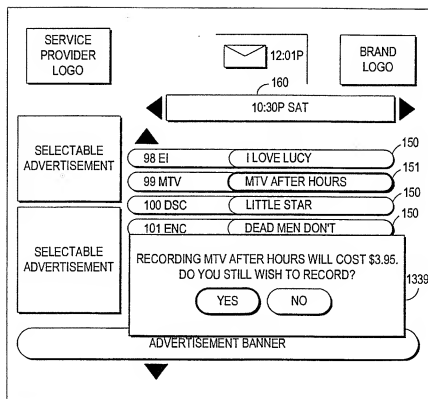 SERVICE
PROVIDER
LOGO
12:01P
BRAND
LOGO
160
10:30P SAT
SELECTABLE
ADVERTISEMENT
150
98 EI I LOVE LUCY
151
99 MTV MTV AFTER HOURS
150
100 DSC LITTLE STAR
150
101 ENC DEAD MEN DON'T
SELECTABLE
ADVERTISEMENT
RECORDING MTV AFTER HOURS WILL COST $3.95.
DO YOU STILL WISH TO RECORD?
1339
YES NO
ADVERTISEMENT BANNER